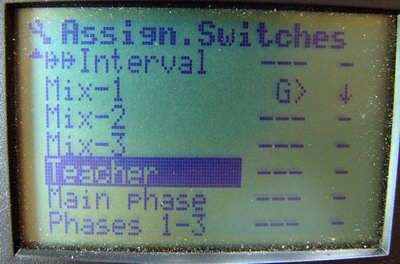 Assign.Switches
Interval ---- -
Mix-1 G> ↓
Mix-2 ---- -
Mix-3 ---- -
Teacher ---- -
Main phase --- -
Phases 1-3 --- -